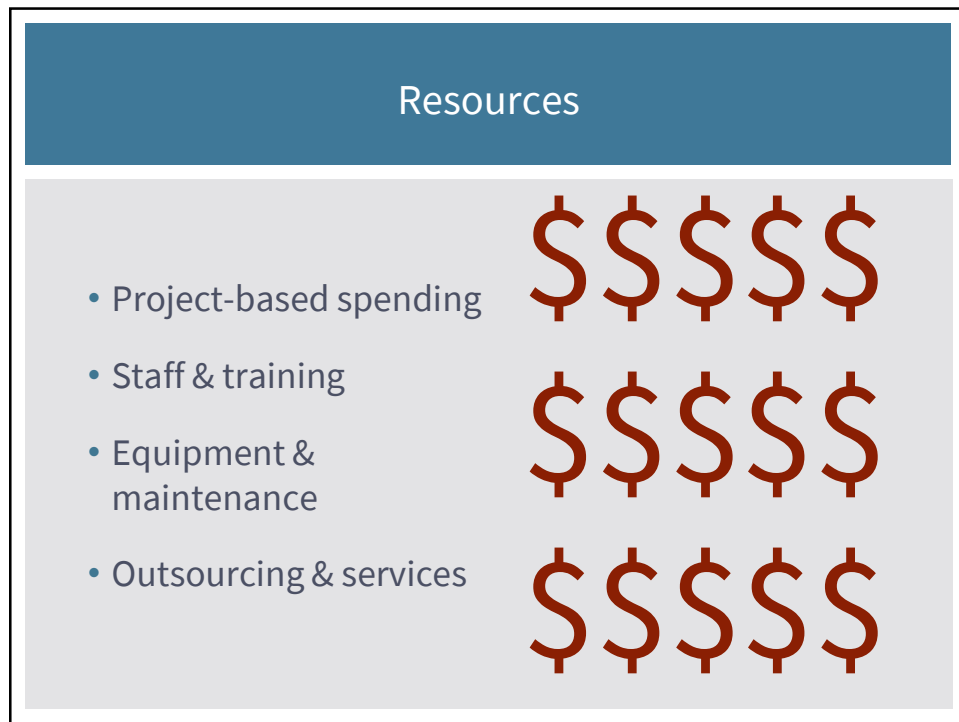 Resources
• Project-based spending
• Staff & training
• Equipment &
maintenance
• Outsourcing & services
$$$$$
$$$$$
$$$$$